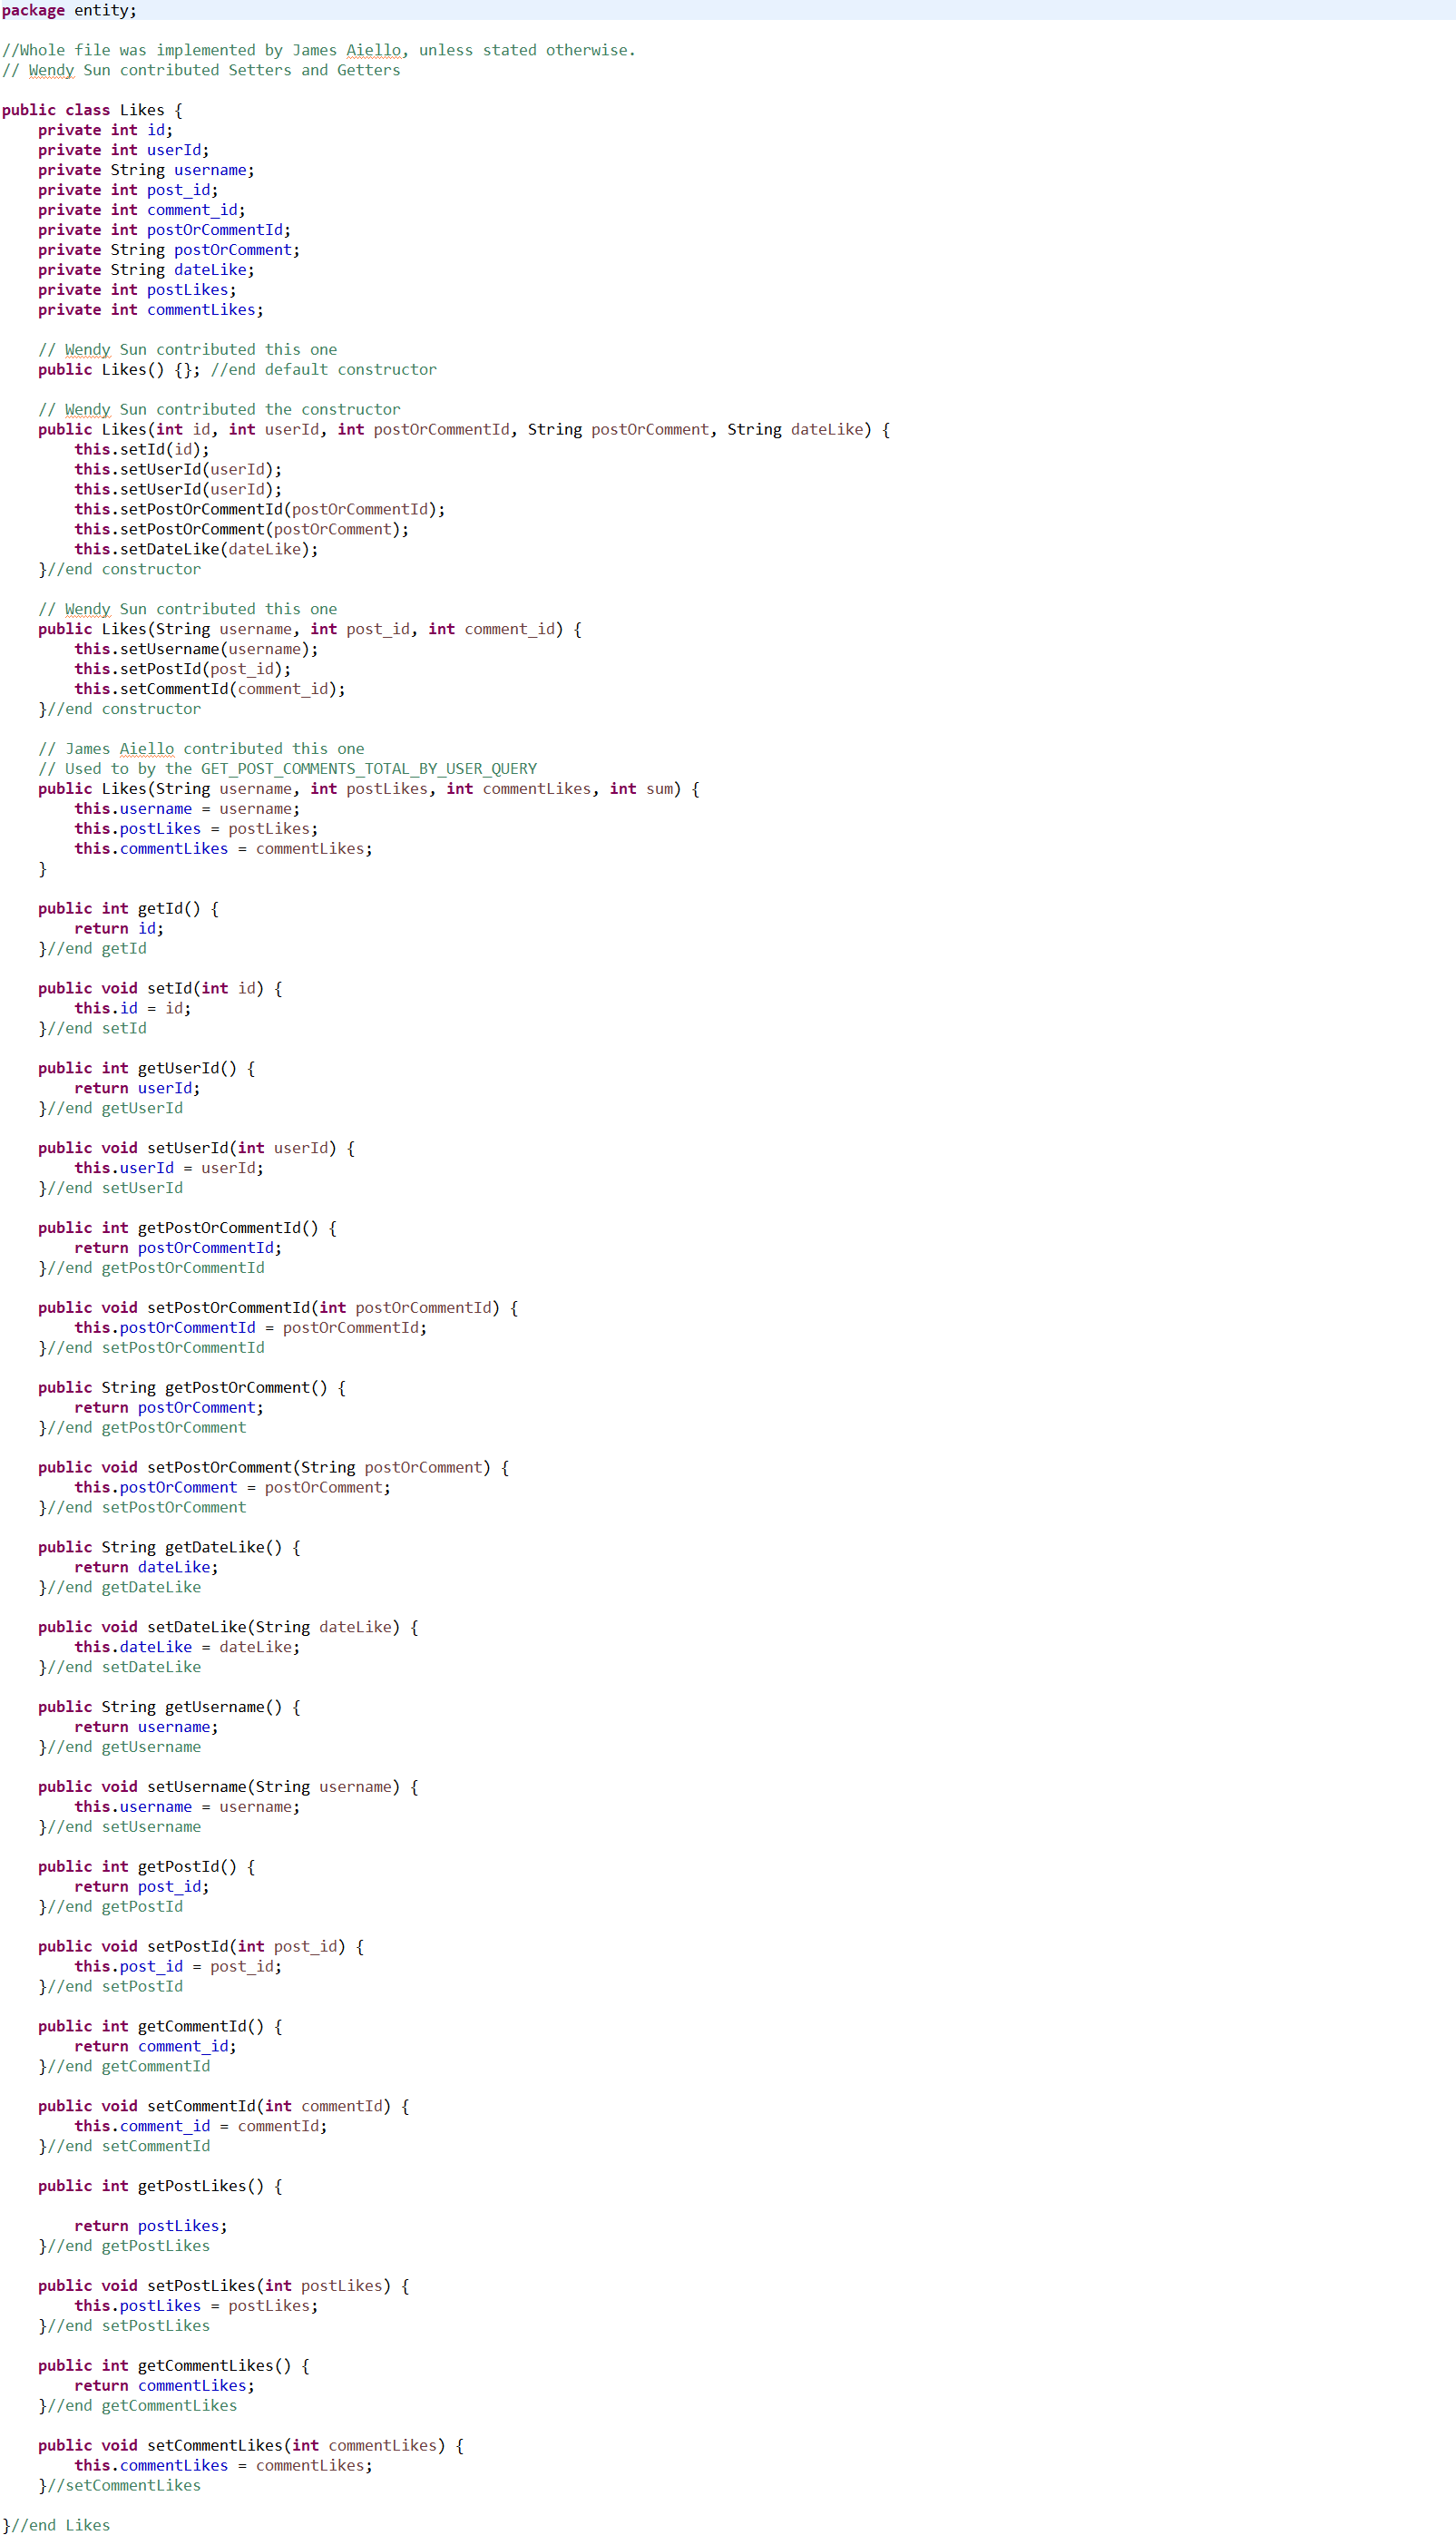 package entity;
//Whole file was implemented by James Aiello, unless stated otherwise.
// Wendy Sun contributed Setters and Getters
public class Likes {
private int id;
private int userId;
private String username;
private int post_id;
private int comment_id;
private int postOrCommentId;
private String postOrComment;
private String dateLike;
private int postLikes;
private int commentLikes;
// Wendy Sun contributed this one
public Likes() {}; //end default constructor
// Wendy Sun contributed the constructor
public Likes(int id, int userId, int postOrCommentId, String postOrComment, String dateLike) {
this.setId(id);
this.setUserId(userId);
this.setUserId(userId);
this.setPostOrCommentId(postOrCommentId);
this.setPostOrComment(postOrComment);
this.setDateLike(dateLike);
}//end constructor
// Wendy Sun contributed this one
public Likes(String username, int post_id, int comment_id) {
this.setUsername(username);
this.setPostId(post_id);
this.setCommentId(comment_id);
}//end constructor
// James Aiello contributed this one
// Used to by the GET_POST_COMMENTS_TOTAL_BY_USER_QUERY
public Likes(String username, int postLikes, int commentLikes, int sum) {
this.username = username;
this.postLikes = postLikes;
this.commentLikes = commentLikes;
}
public int getId() {
return id;
}//end getId
public void setId(int id) {
this.id = id;
}//end setId
public int getUserId() {
return userId;
}//end getUserId
public void setUserId(int userId) {
this.userId = userId;
}//end setUserId
public int getPostOrCommentId() {
return postOrCommentId;
}//end getPostOrCommentId
public void setPostOrCommentId(int postOrCommentId) {
this.postOrCommentId = postOrCommentId;
}//end setPostOrCommentId
public String getPostOrComment() {
return postOrComment;
}//end getPostOrComment
public void setPostOrComment(String postOrComment) {
this.postOrComment = postOrComment;
}//end setPostOrComment
public String getDateLike() {
return dateLike;
}//end getDateLike
public void setDateLike(String dateLike) {
this.dateLike = dateLike;
}//end setDateLike
public String getUsername() {
return username;
}//end getUsername
public void setUsername(String username) {
this.username = username;
}//end setUsername
public int getPostId() {
return post_id;
}//end getPostId
public void setPostId(int post_id) {
this.post_id = post_id;
}//end setPostId
public int getCommentId() {
return comment_id;
}//end getCommentId
public void setCommentId(int commentId) {
this.comment_id = commentId;
}//end setCommentId
public int getPostLikes() {
return postLikes;
}//end getPostLikes
public void setPostLikes(int postLikes) {
this.postLikes = postLikes;
}//end setPostLikes
public int getCommentLikes() {
return commentLikes;
}//end getCommentLikes
public void setCommentLikes(int commentLikes) {
this.commentLikes = commentLikes;
}//setCommentLikes
}//end Likes